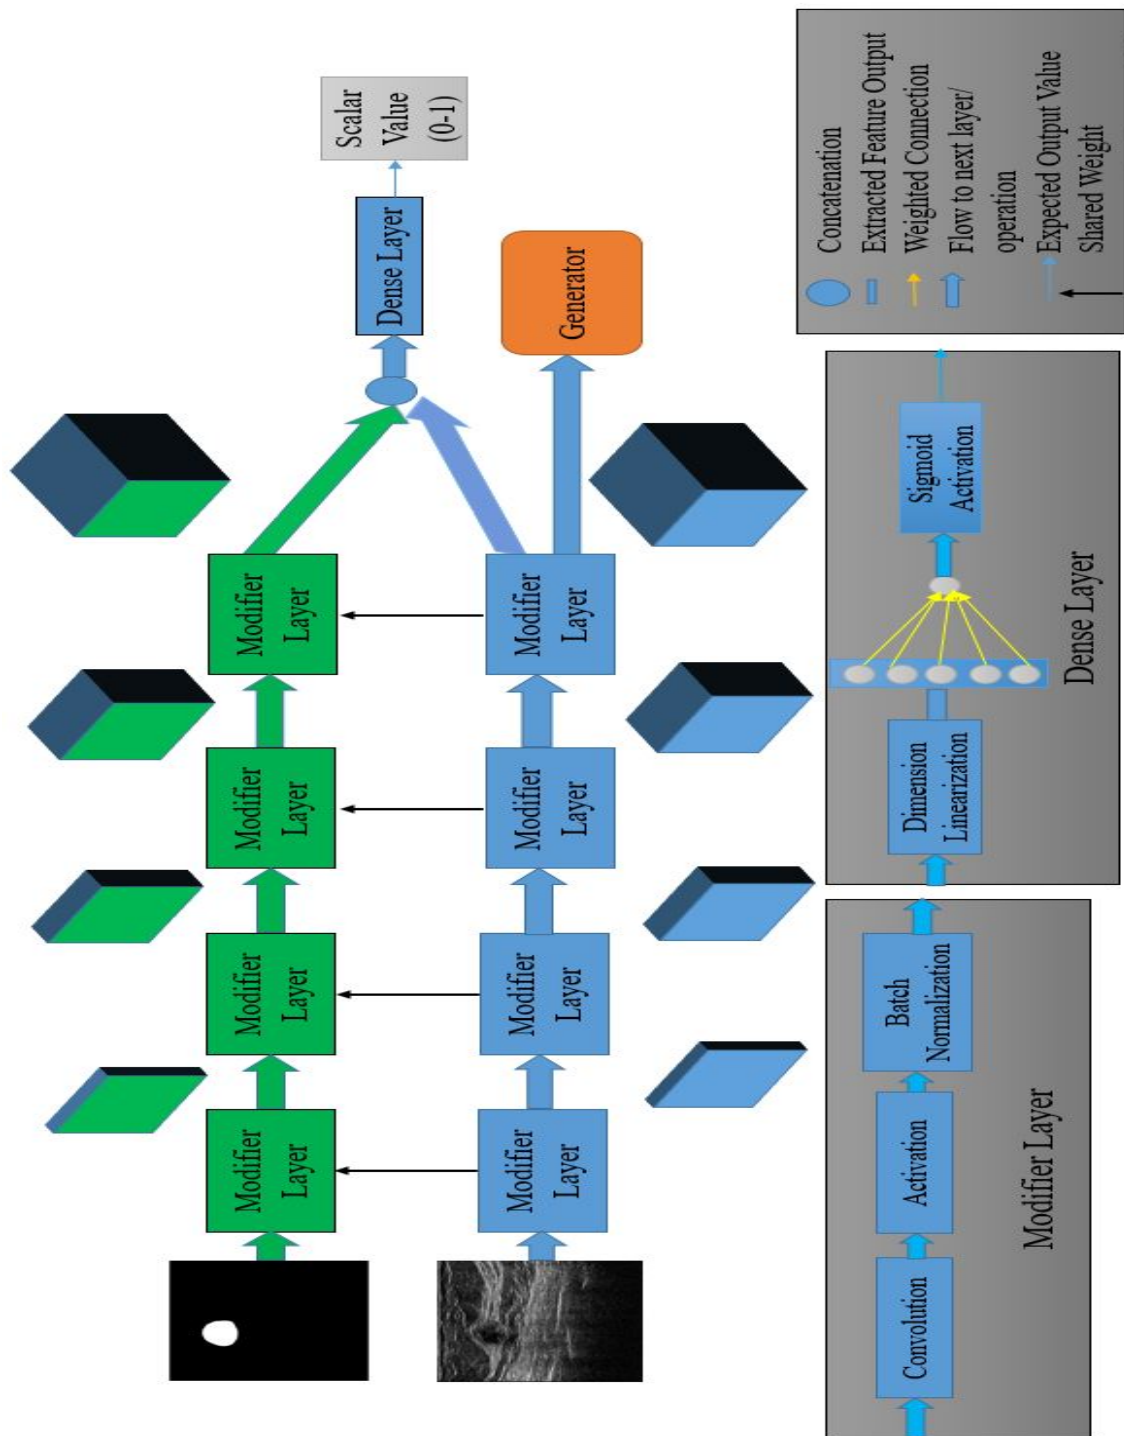 Scalar
Value
(0-1)
Dense Layer
Generator
Modifier
Layer
Modifier
Layer
Modifier
Layer
Modifier
Layer
Modifier
Layer
Modifier
Layer
Modifier
Layer
Modifier
Layer
Convolution
Activation
Batch
Normalization
Modifier Layer
Dimension
Linearization
Sigmoid
Activation
Dense Layer
Concatenation
Extracted Feature Output
Weighted Connection
Flow to next layer/
operation
Expected Output Value
Shared Weight